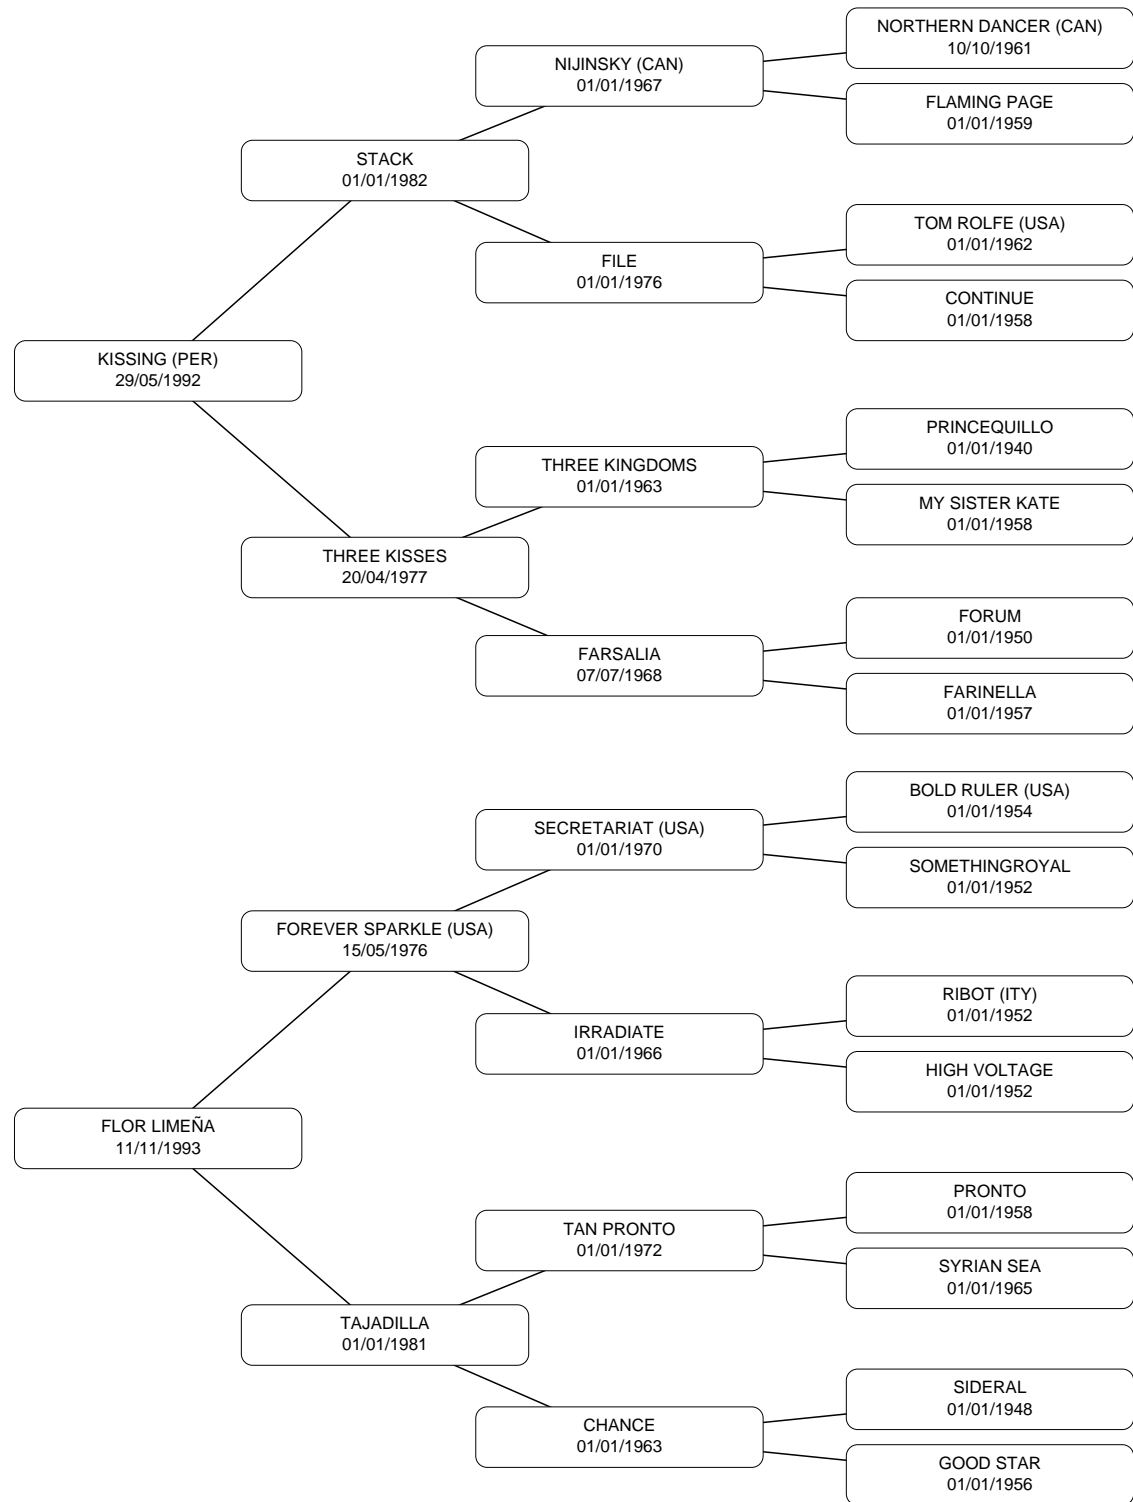 NORTHERN DANCER (CAN)
10/10/1961
NIJINSKY (CAN)
01/01/1967
FLAMING PAGE
01/01/1959
STACK
01/01/1982
TOM ROLFE (USA)
01/01/1962
FILE
01/01/1976
CONTINUE
01/01/1958
KISSING (PER)
29/05/1992
PRINCEQUILLO
01/01/1940
THREE KINGDOMS
01/01/1963
MY SISTER KATE
01/01/1958
THREE KISSES
20/04/1977
FORUM
01/01/1950
FARSALIA
07/07/1968
FARINELLA
01/01/1957
BOLD RULER (USA)
01/01/1954
SECRETARIAT (USA)
01/01/1970
SOMETHINGROYAL
01/01/1952
FOREVER SPARKLE (USA)
15/05/1976
RIBOT (ITY)
01/01/1952
IRRADIATE
01/01/1966
HIGH VOLTAGE
01/01/1952
FLOR LIMEÑA
11/11/1993
PRONTO
01/01/1958
TAN PRONTO
01/01/1972
SYRIAN SEA
01/01/1965
TAJADILLA
01/01/1981
SIDERAL
01/01/1948
CHANCE
01/01/1963
GOOD STAR
01/01/1956